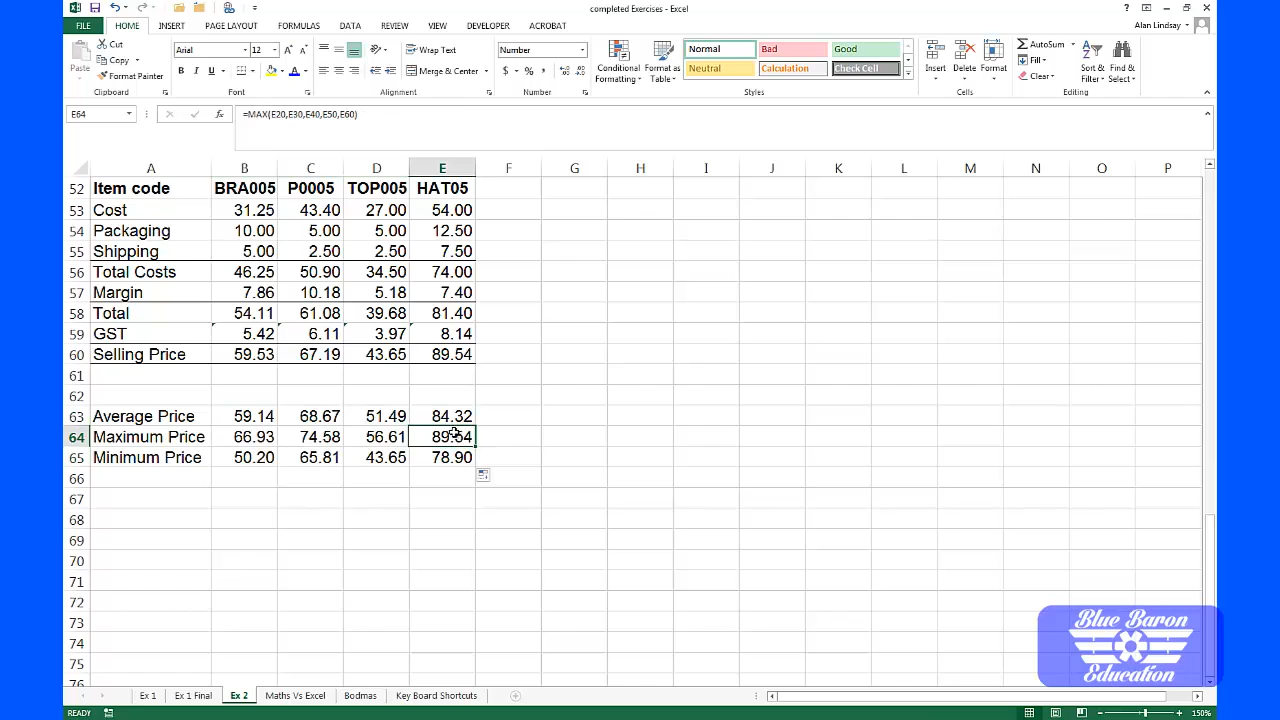 completed Exercises - Excel
FILE HOME INSERT PAGE LAYOUT FORMULAS DATA REVIEW VIEW DEVELOPER ACROBAT Alan Lindsay
Paste Cut Copy Format Painter Clipboard
Arial 12 B I U Font
Wrap Text Merge & Center Alignment
Number $ % Number
Conditional Formatting Format as Table
Normal Bad Good
Neutral Calculation Check Cell
Styles
Insert Delete Format Cells
AutoSum Fill Clear Sort & Filter Find & Select Editing
E64 fx =MAX(E20,E30,E40,E50,E60)
A B C D E F G H I J K L M N O P
52 Item code BRA005 P0005 TOP005 HAT05
53 Cost 31.25 43.40 27.00 54.00
54 Packaging 10.00 5.00 5.00 12.50
55 Shipping 5.00 2.50 2.50 7.50
56 Total Costs 46.25 50.90 34.50 74.00
57 Margin 7.86 10.18 5.18 7.40
58 Total 54.11 61.08 39.68 81.40
59 GST 5.42 6.11 3.97 8.14
60 Selling Price 59.53 67.19 43.65 89.54
61
62
63 Average Price 59.14 68.67 51.49 84.32
64 Maximum Price 66.93 74.58 56.61 89.54
65 Minimum Price 50.20 65.81 43.65 78.90
66
67
68
69
70
71
72
73
74
75
76
Blue Baron
Education
Ex 1 Ex 1 Final Ex 2 Maths Vs Excel Bodmas Key Board Shortcuts
READY 150%